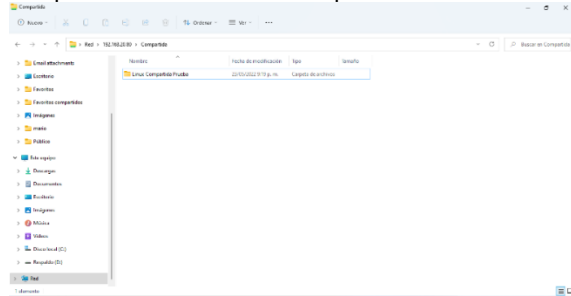 Compartido
Nuevo
Ordenar
Ver
Red > 192.168.20.80 > Compartido
Buscar en Compartido
Nombre
Fecha de modificación
Tipo
Tamaño
Linux Compartida Prueba
Carpeta de archivos
Email attachments
Escritorio
Favoritos
Favoritos compartidos
Imágenes
Público
Este equipo
Descargas
Documentos
Escritorio
Imágenes
Música
Vídeos
Disco local (C:)
Respaldo (D:)
Red
1 elemento